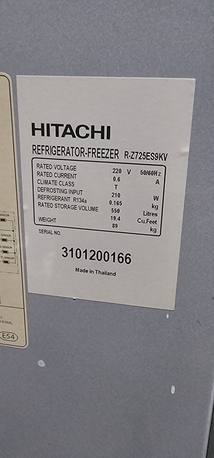 HITACHI
REFRIGERATOR-FREEZER R-Z725ES9KV
RATED VOLTAGE 220 V 50/60Hz
RATED CURRENT 0.6 A
CLIMATE CLASS T
DEFROSTING INPUT 210 W
REFRIGERANT R134a 0.165 kg
RATED STORAGE VOLUME 550 Litres
19.4 Cu.Feet
WEIGHT 89 kg
SERIAL NO.
3101200166
Made in Thailand
E54